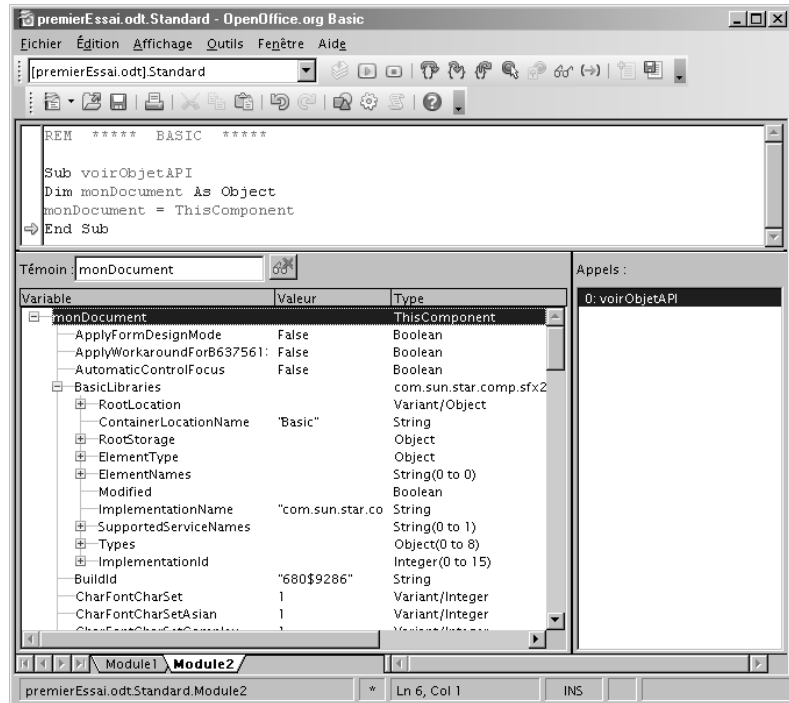 premierEssai.odt.Standard - OpenOffice.org Basic
Fichier Édition Affichage Outils Fenêtre Aide
[premierEssai.odt].Standard
REM ***** BASIC *****
Sub voirObjetAPI
Dim monDocument As Object
monDocument = ThisComponent
End Sub
Témoin : monDocument
Appels :
Variable Valeur Type
0: voirObjetAPI
monDocument ThisComponent
ApplyFormDesignMode False Boolean
ApplyWorkaroundForB637561 False Boolean
AutomaticControlFocus False Boolean
BasicLibraries com.sun.star.comp.sfx2
RootLocation Variant/Object
ContainerLocationName "Basic" String
RootStorage Object
ElementType Object
ElementNames String(0 to 0)
Modified Boolean
ImplementationName "com.sun.star.co String
SupportedServiceNames String(0 to 1)
Types Object(0 to 8)
ImplementationId Integer(0 to 15)
BuildId "680$9286" String
CharFontCharSet 1 Variant/Integer
CharFontCharSetAsian 1 Variant/Integer
Module1 Module2
premierEssai.odt.Standard.Module2 * Ln 6, Col 1 INS